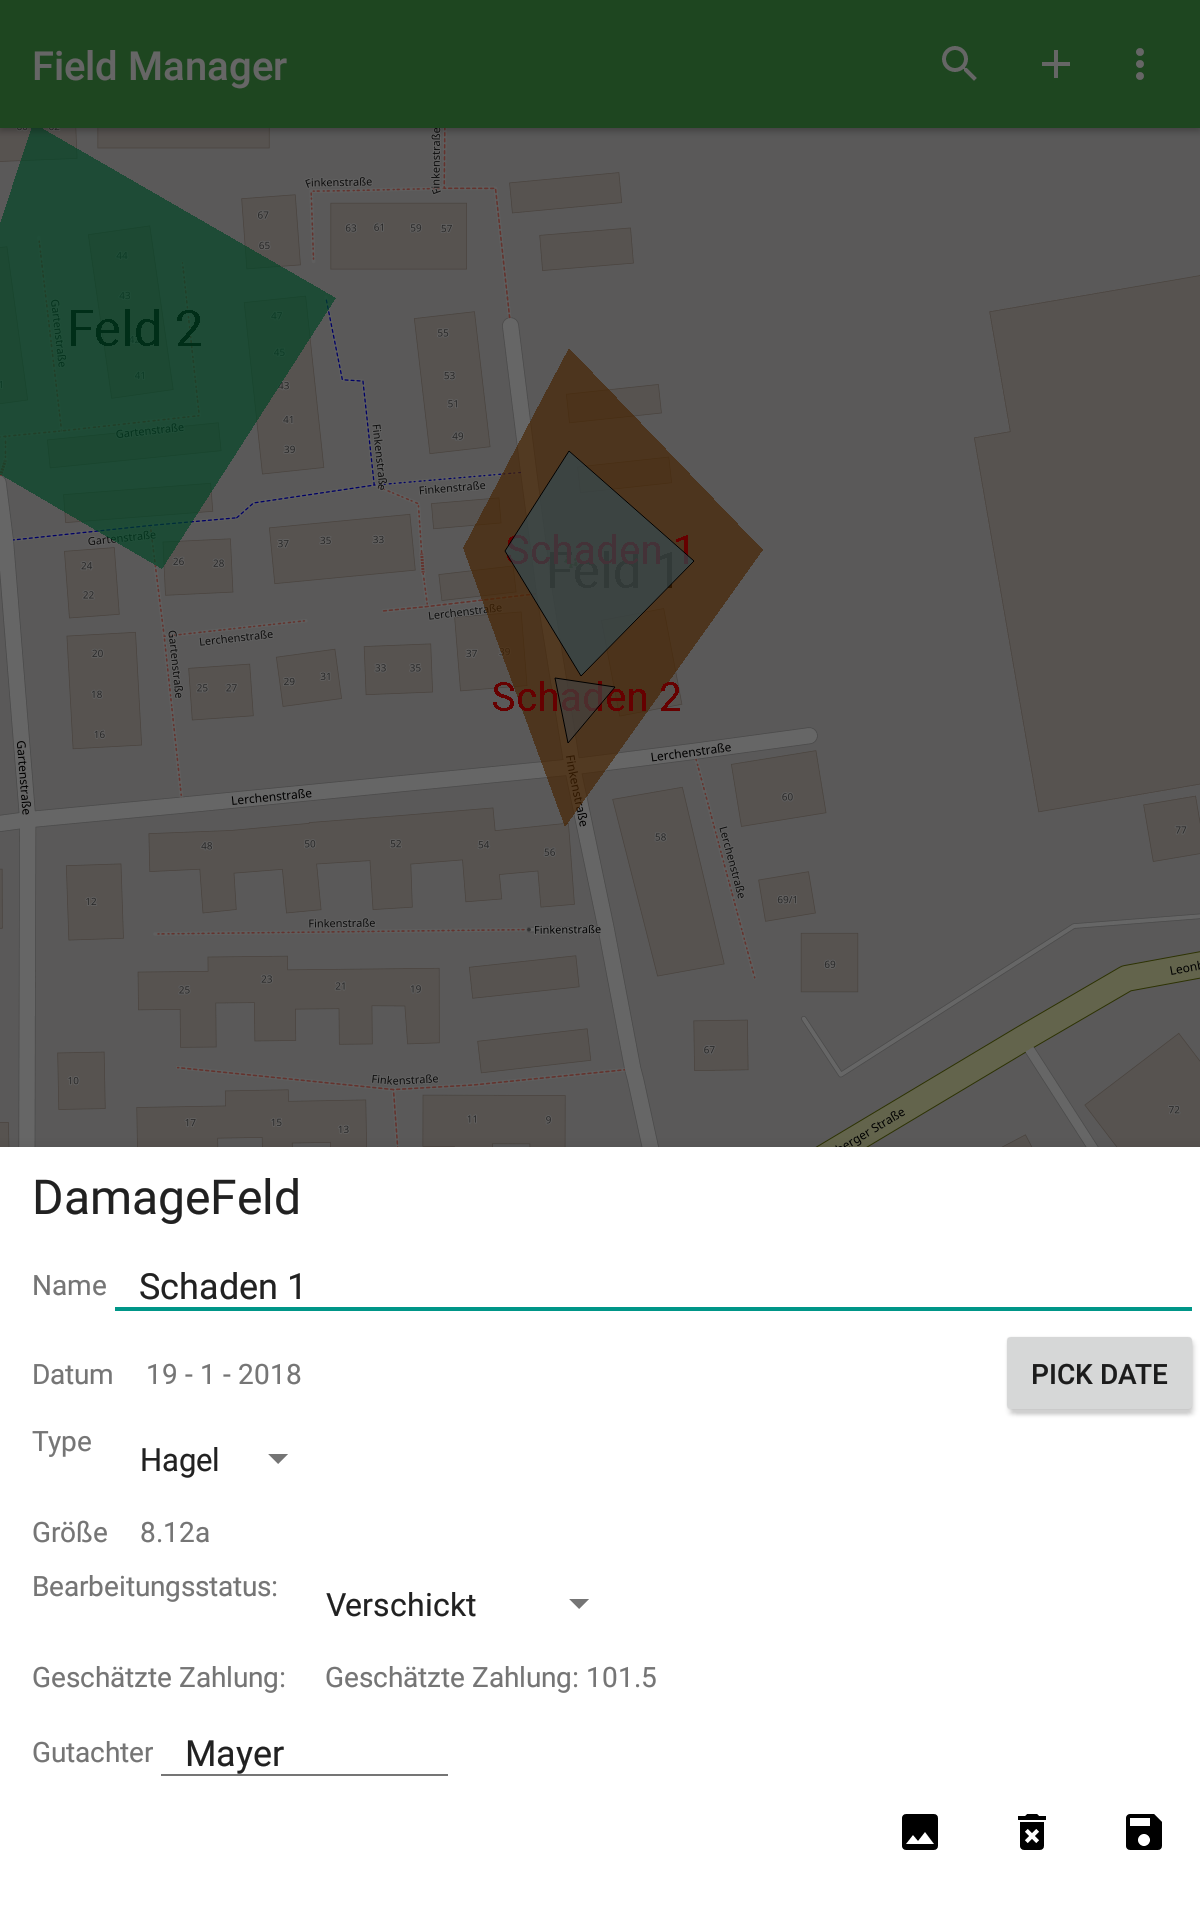 Field Manager
Finkenstraße
Finkenstraße
67
65
63 61 59 57
Feld 2
Gartenstraße
47
43
41
39
55
53
51
49
Gartenstraße
Finkenstraße
Finkenstraße
Gartenstraße
37 35 33
24
22
26 28
Schaden 1
Feld 1
Lerchenstraße
Lerchenstraße
Gartenstraße
20
18
16
25 27
29 31
33 35
37
Schaden 2
Gartenstraße
Lerchenstraße
Lerchenstraße
Finkenstraße
60
77
48 50 52 54 56
58
Lerchenstraße
12
69/1
Finkenstraße
Finkenstraße
69
25 23 21 19
Leonb
67
10
Finkenstraße
17 15 13
11 9
72
berger Straße
DamageFeld
Name Schaden 1
Datum 19 - 1 - 2018 PICK DATE
Type Hagel
Größe 8.12a
Bearbeitungsstatus: Verschickt
Geschätzte Zahlung: Geschätzte Zahlung: 101.5
Gutachter Mayer